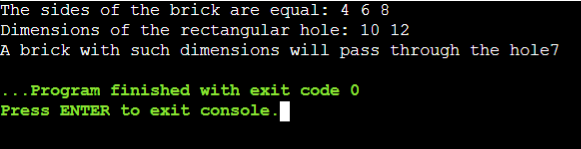 The sides of the brick are equal: 4 6 8
Dimensions of the rectangular hole: 10 12
A brick with such dimensions will pass through the hole7
...Program finished with exit code 0
Press ENTER to exit console.